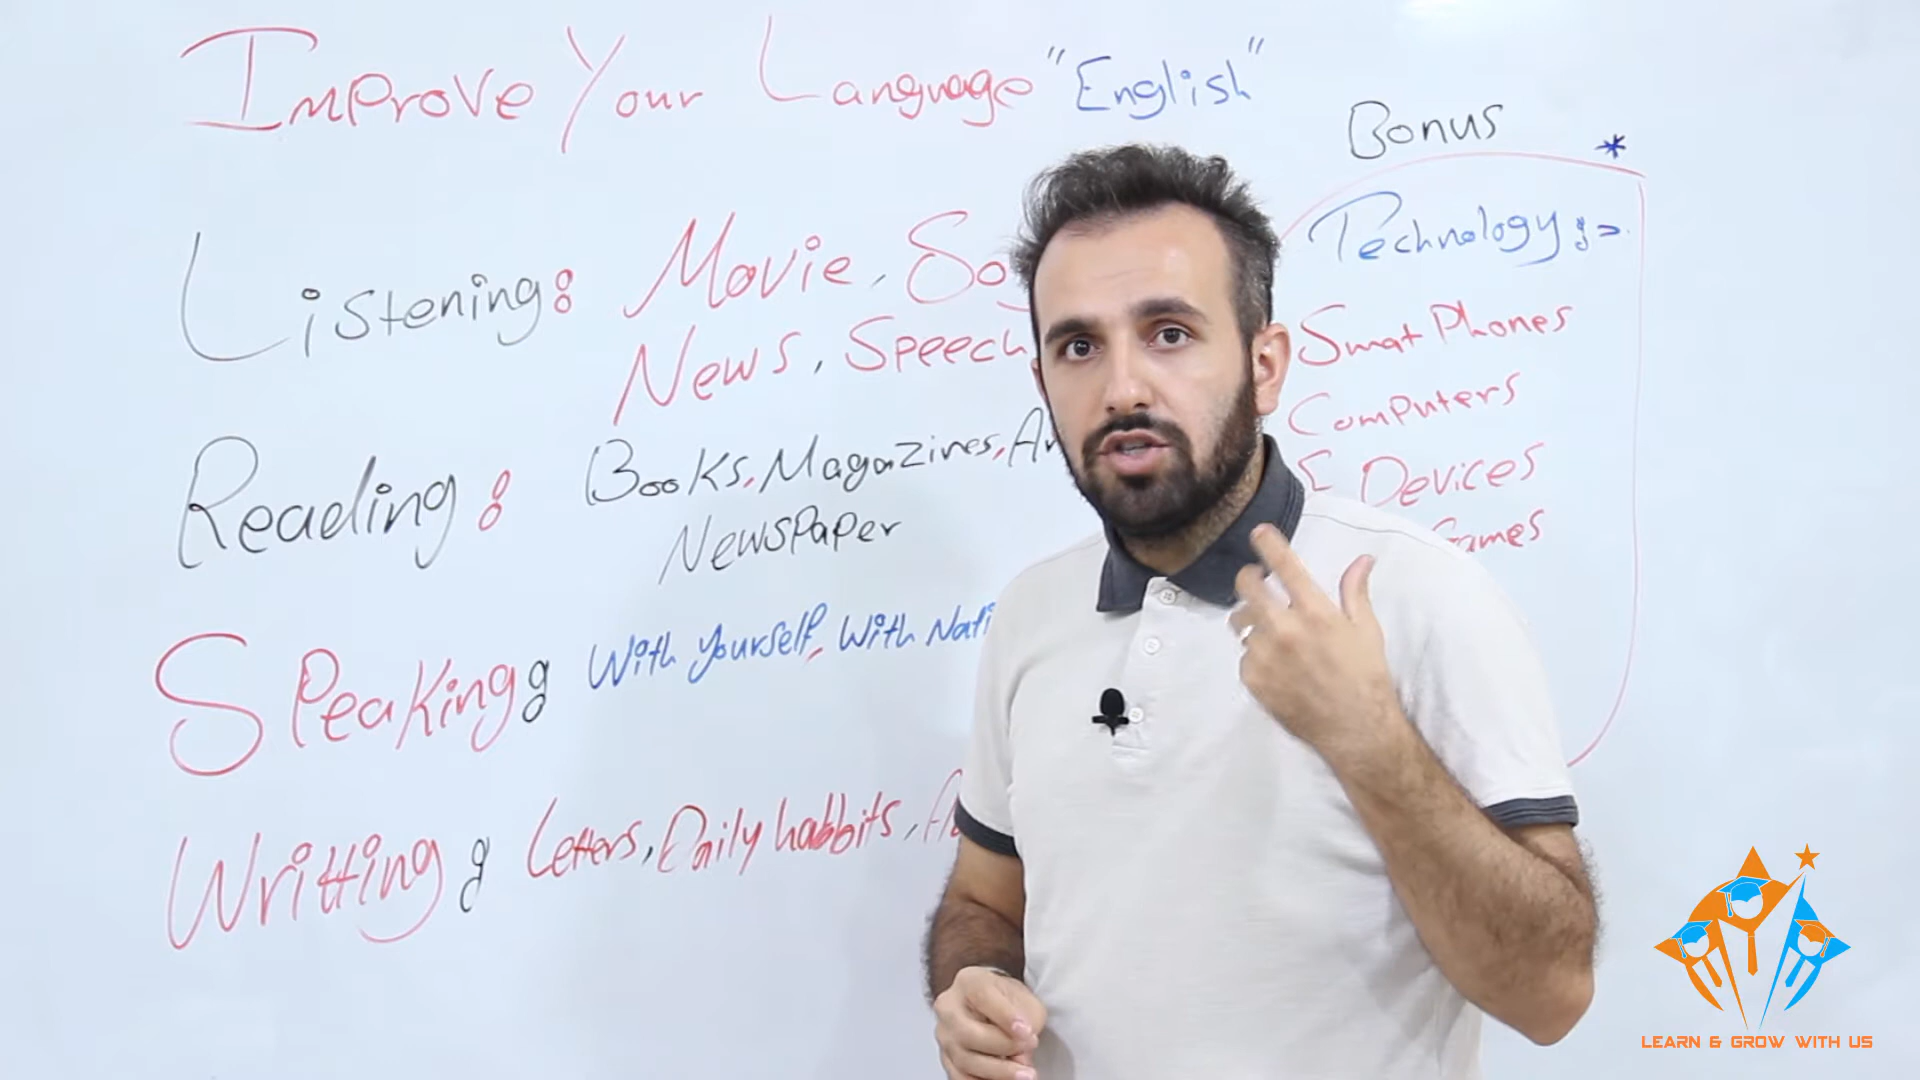 Improve Your Language "English"
Bonus *
Listening: Movie,
News, Speech
Reading: Books, Magazines,
Newspaper
Speaking: With yourself, With
Writting: Letters, Daily habbits,
Technology:-
Smat Phones
Computers
E Devices
LEARN & GROW WITH US